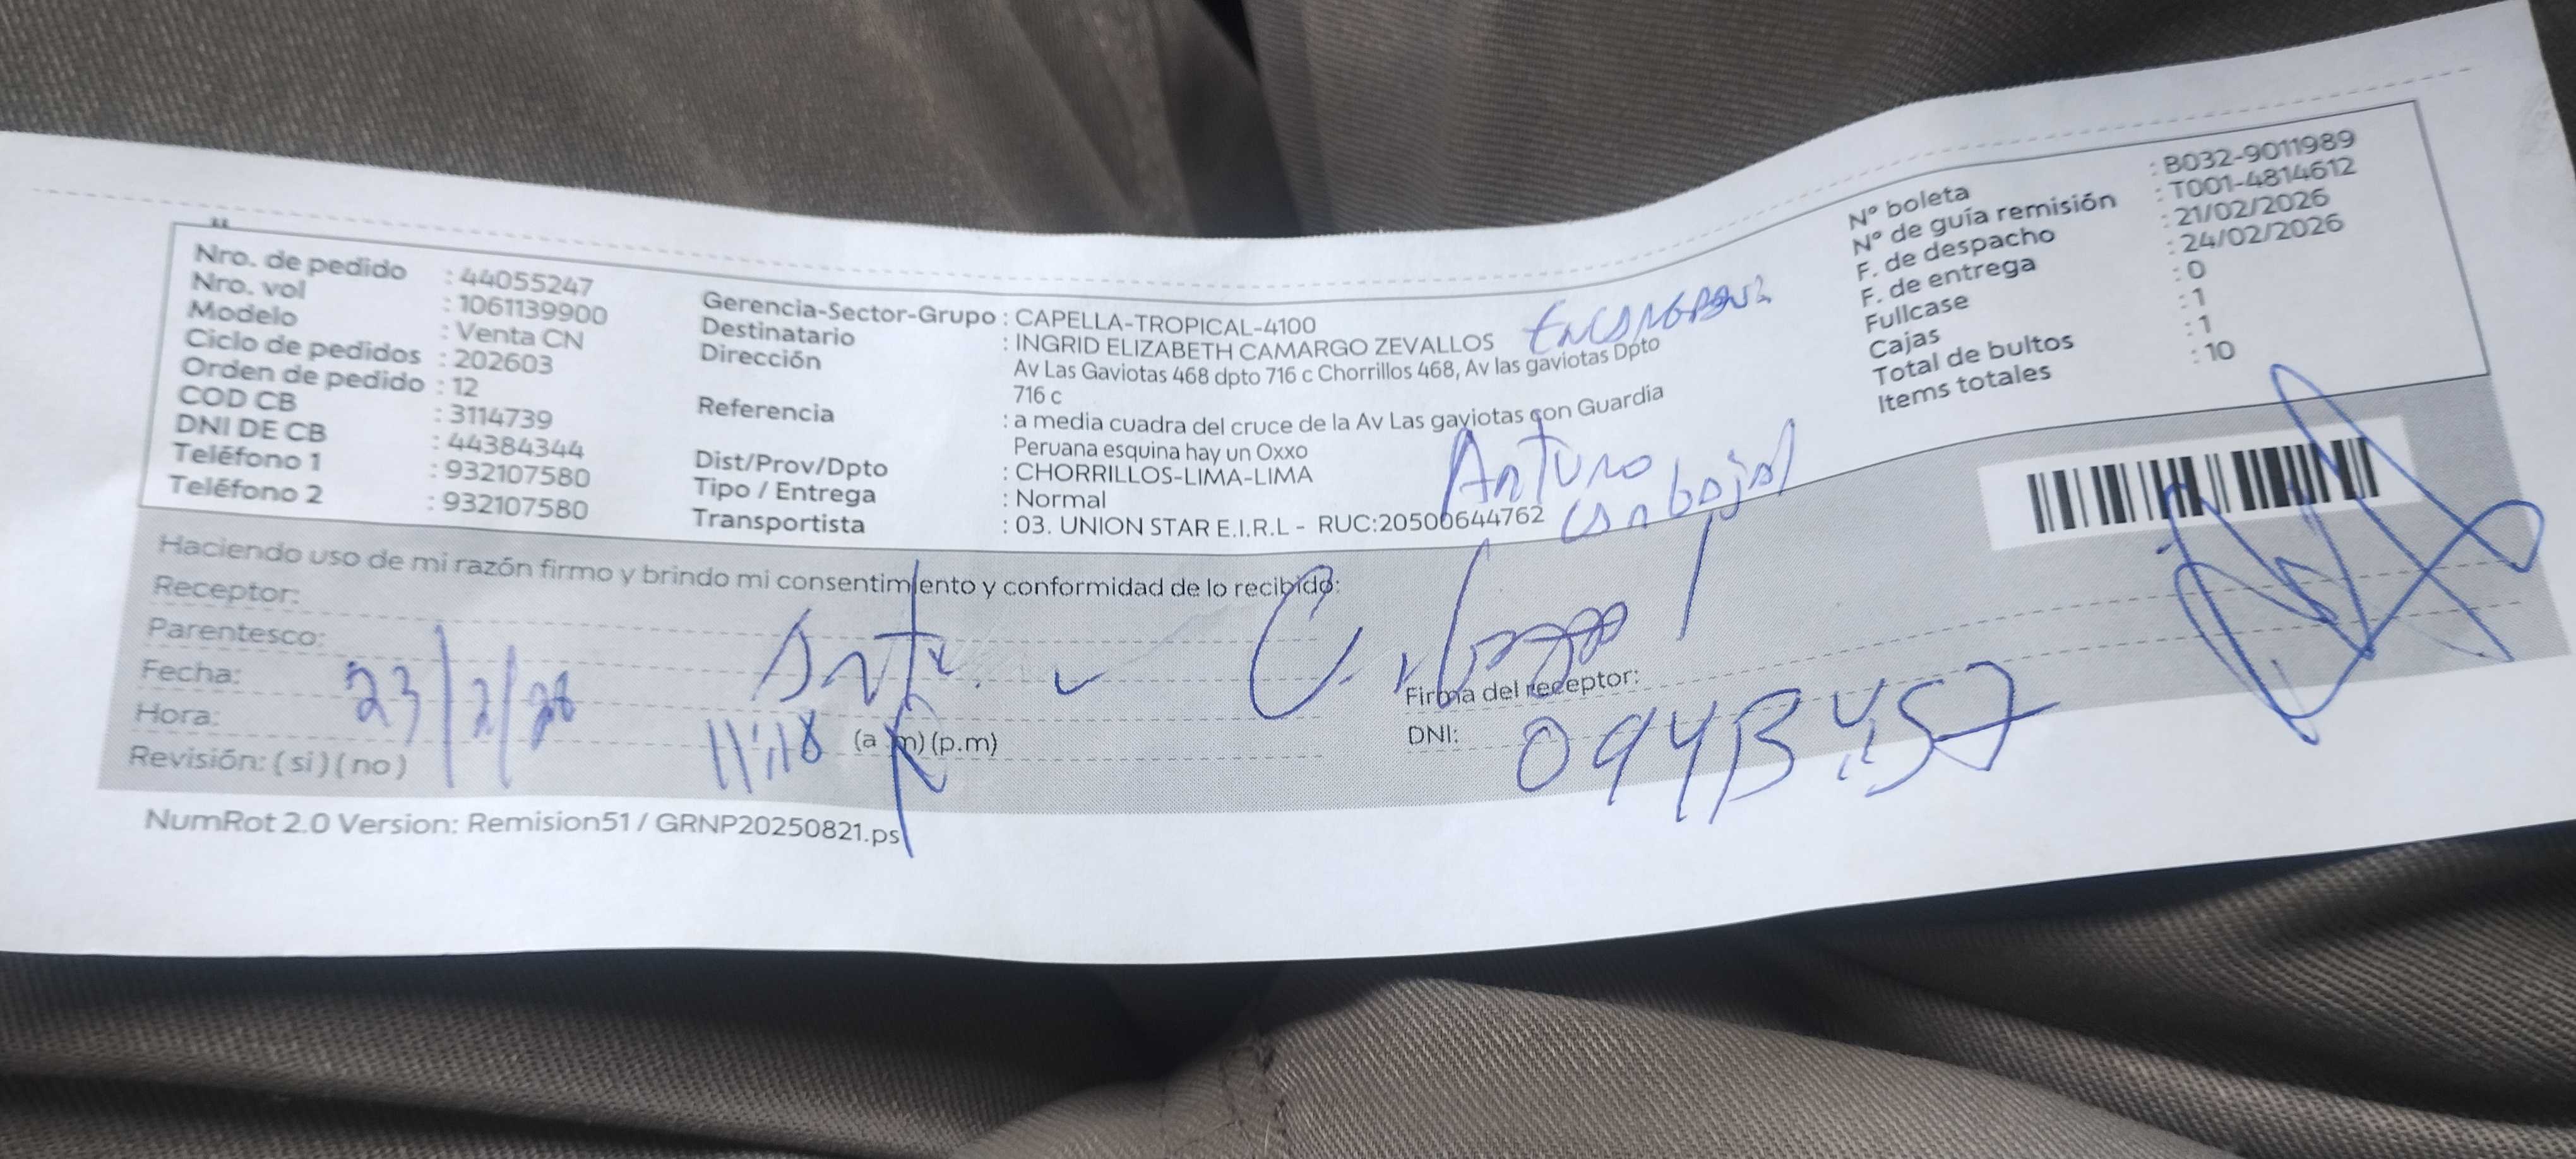 Nro. de pedido : 44055247
Nro. vol : 1061139900
Modelo : Venta CN
Ciclo de pedidos : 202603
Orden de pedido : 12
COD CB : 3114739
DNI DE CB : 44384344
Teléfono 1 : 932107580
Teléfono 2 : 932107580
Gerencia-Sector-Grupo : CAPELLA-TROPICAL-4100
Destinatario : INGRID ELIZABETH CAMARGO ZEVALLOS
Dirección : Av Las Gaviotas 468 dpto 716 c Chorrillos 468, Av las gaviotas Dpto
716 c
Referencia : a media cuadra del cruce de la Av Las gaviotas con Guardia
Peruana esquina hay un Oxxo
Dist/Prov/Dpto : CHORRILLOS-LIMA-LIMA
Tipo / Entrega : Normal
Transportista : 03. UNION STAR E.I.R.L - RUC:20500644762
Arturo
Carbajal
N° boleta : B032-9011989
N° de guía remisión : T001-4814612
F. de despacho : 21/02/2026
F. de entrega : 24/02/2026
Fullcase : 0
Cajas : 1
Total de bultos : 1
Items totales : 10
Haciendo uso de mi razón firmo y brindo mi consentimiento y conformidad de lo recibido:
Receptor:
Parentesco:
Fecha: 23/2/26
Hora: 11:18 (a.m) (p.m)
Revisión: ( si ) ( no )
Firma del receptor:
DNI:
NumRot 2.0 Version: Remision51 / GRNP20250821.ps